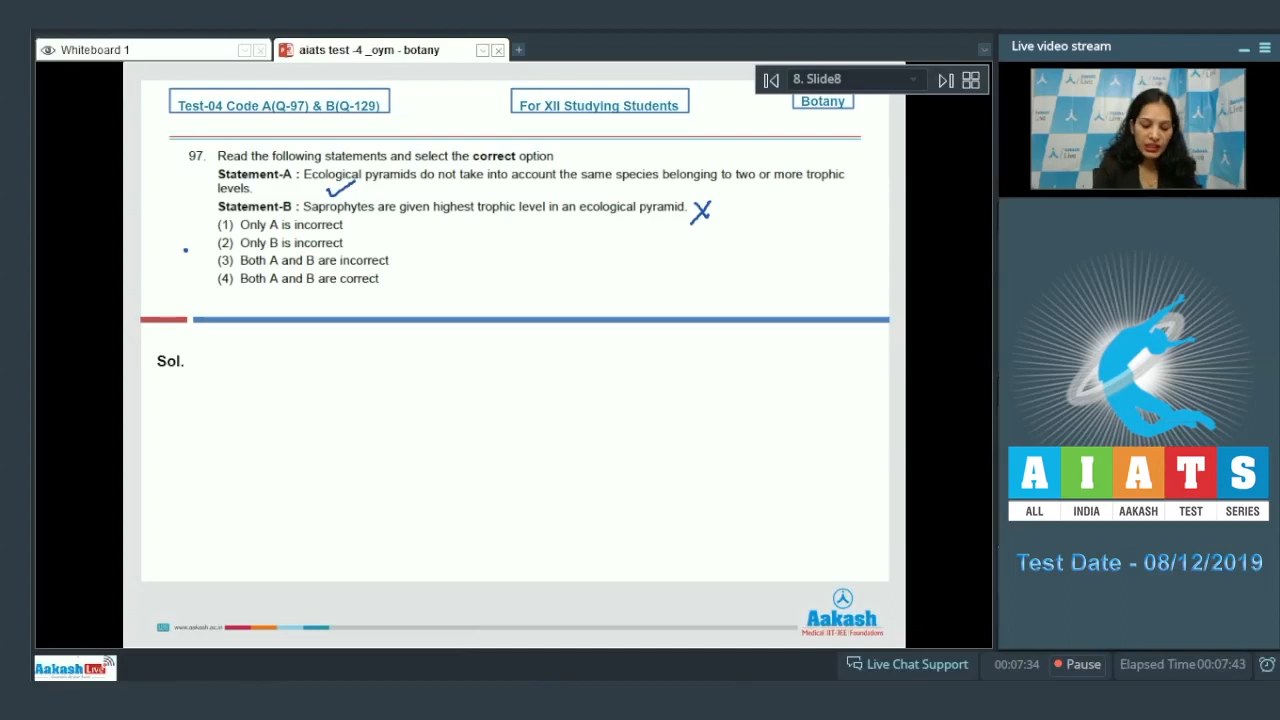 Whiteboard 1
aiats test -4 _oym - botany
Live video stream
8. Slide8
Test-04 Code A(Q-97) & B(Q-129)
For XII Studying Students
Botany
97. Read the following statements and select the correct option
Statement-A : Ecological pyramids do not take into account the same species belonging to two or more trophic
levels.
Statement-B : Saprophytes are given highest trophic level in an ecological pyramid.
(1) Only A is incorrect
(2) Only B is incorrect
(3) Both A and B are incorrect
(4) Both A and B are correct
Sol.
A I A T S
ALL INDIA AAKASH TEST SERIES
Test Date - 08/12/2019
www.aakash.ac.in
Aakash
Medical|IIT-JEE|Foundations
Aakash Live
Live Chat Support
00:07:34
Pause
Elapsed Time 00:07:43